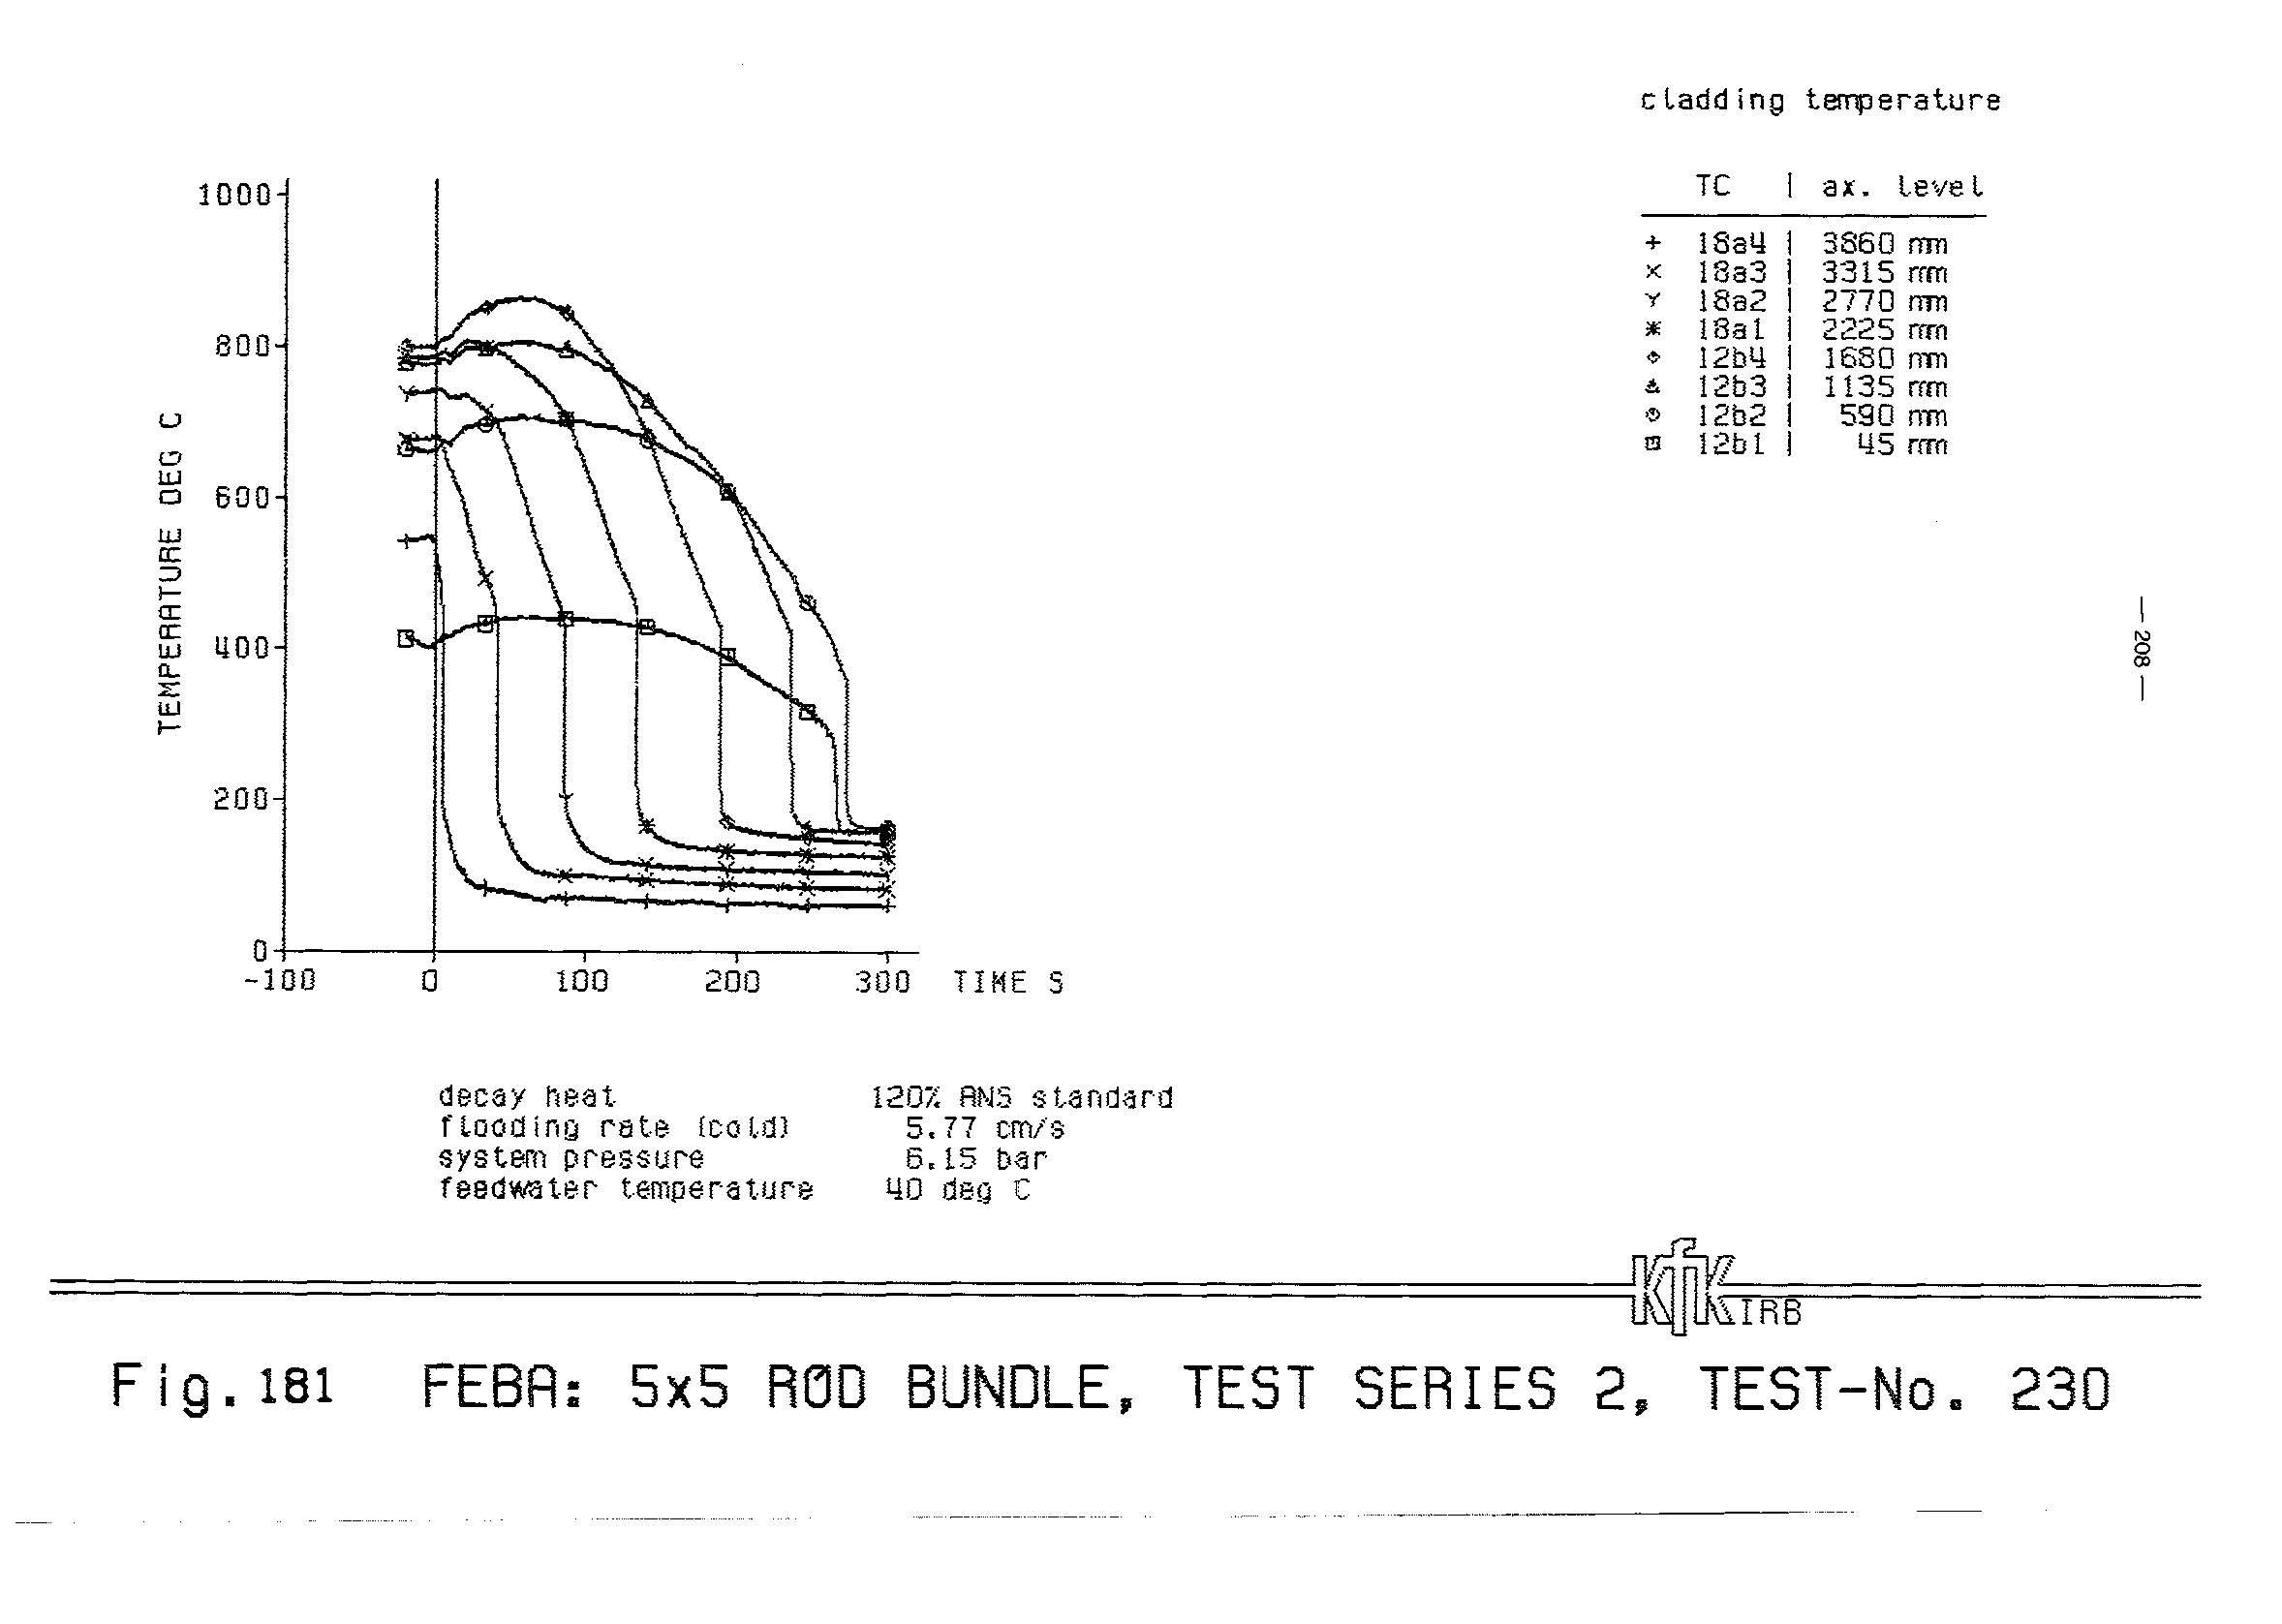 cladding temperature
TC | ax. level
+ 18a4 | 3860 mm
× 18a3 | 3315 mm
Y 18a2 | 2770 mm
✳ 18a1 | 2225 mm
12b4 | 1680 mm
12b3 | 1135 mm
12b2 | 590 mm
12b1 | 45 mm
TEMPERATURE DEG C
1000
800
600
400
200
0
-100 0 100 200 300 TIME S
— 208 —
decay heat 120% ANS standard
flooding rate (cold) 5.77 cm/s
system pressure 6.15 bar
feedwater temperature 40 deg C
KfK IRB
Fig. 181 FEBA: 5x5 RØD BUNDLE, TEST SERIES 2, TEST-No. 230